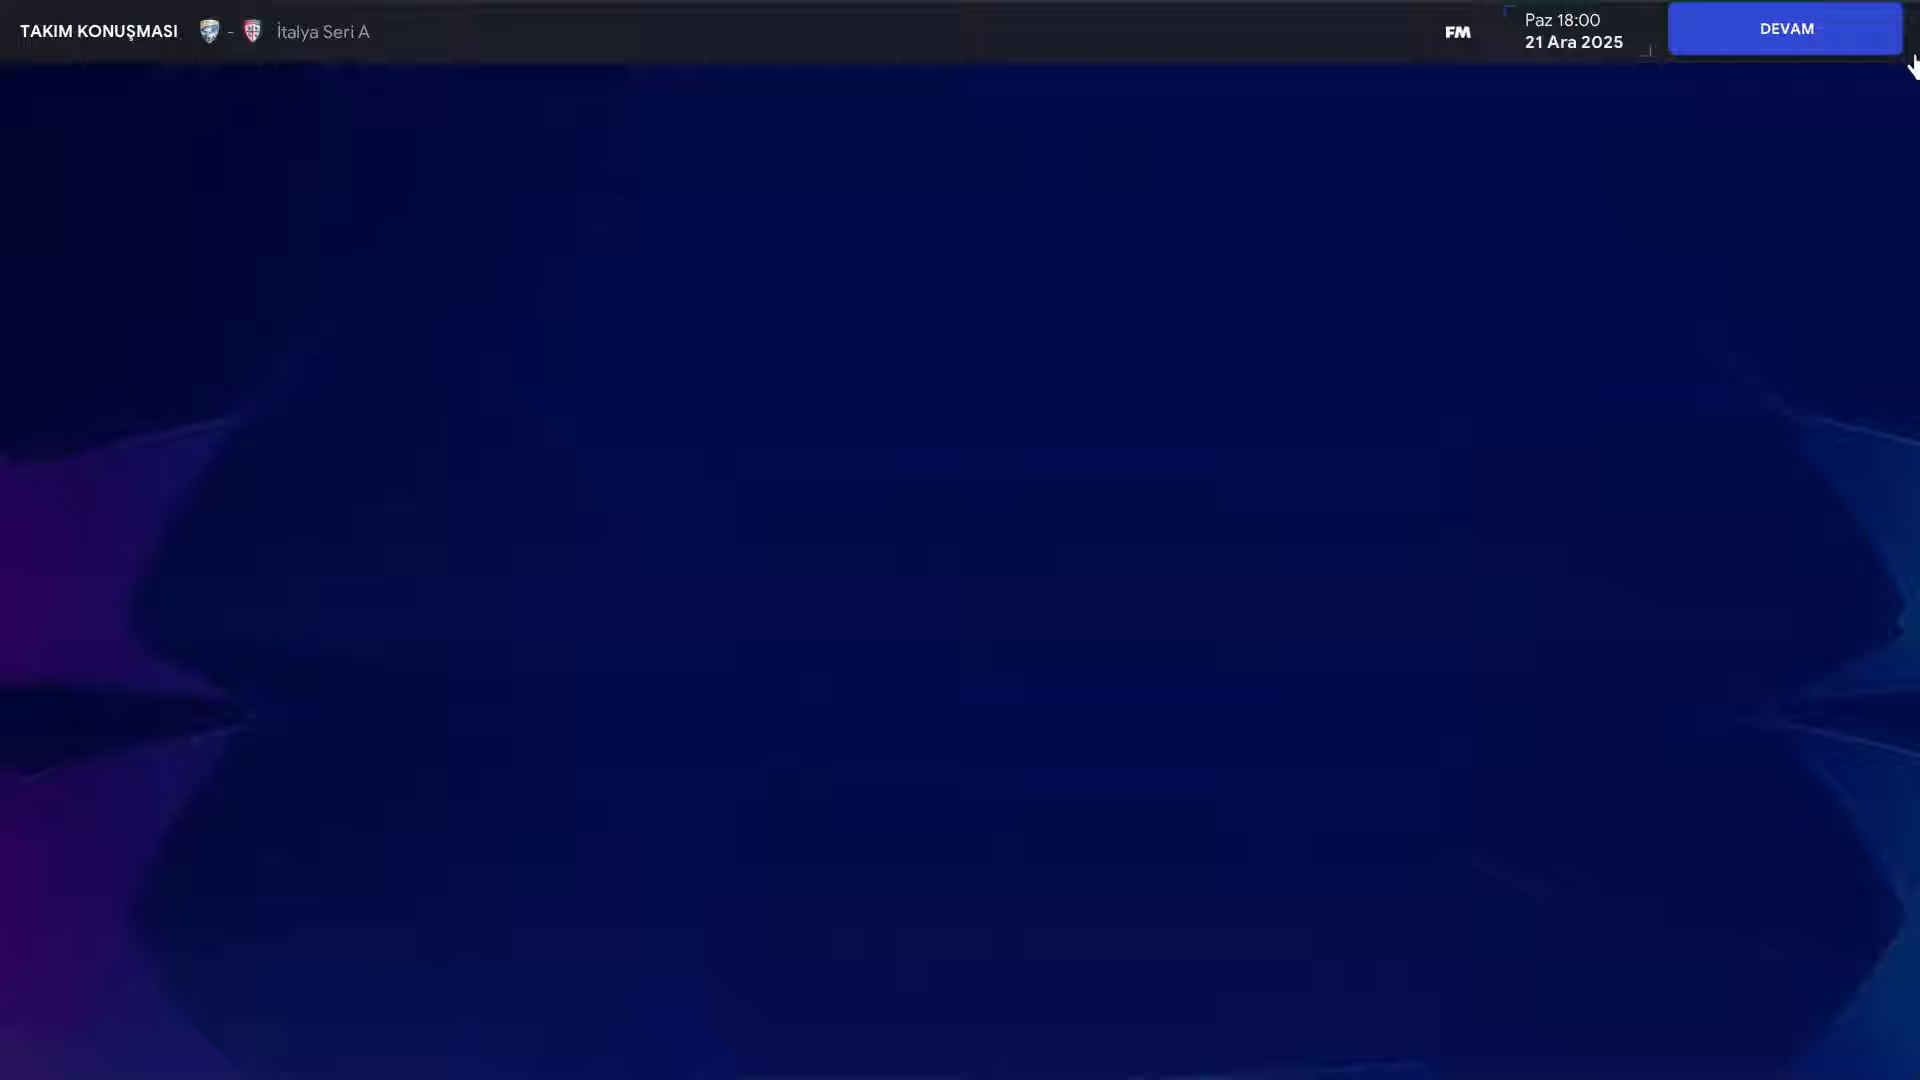 TAKIM KONUŞMASI - İtalya Seri A
FM
Paz 18:00
21 Ara 2025
DEVAM